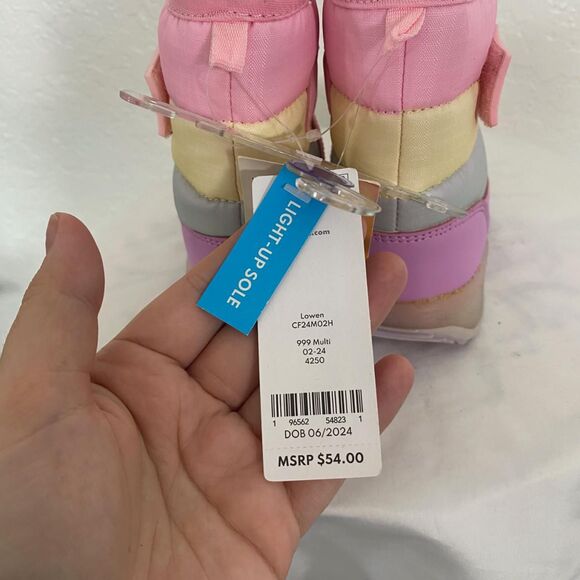 LIGHT-UP SOLE
.com
Lowen
CF24M02H
999 Multi
02-24
4250
1 96562 54823 1
DOB 06/2024
MSRP $54.00